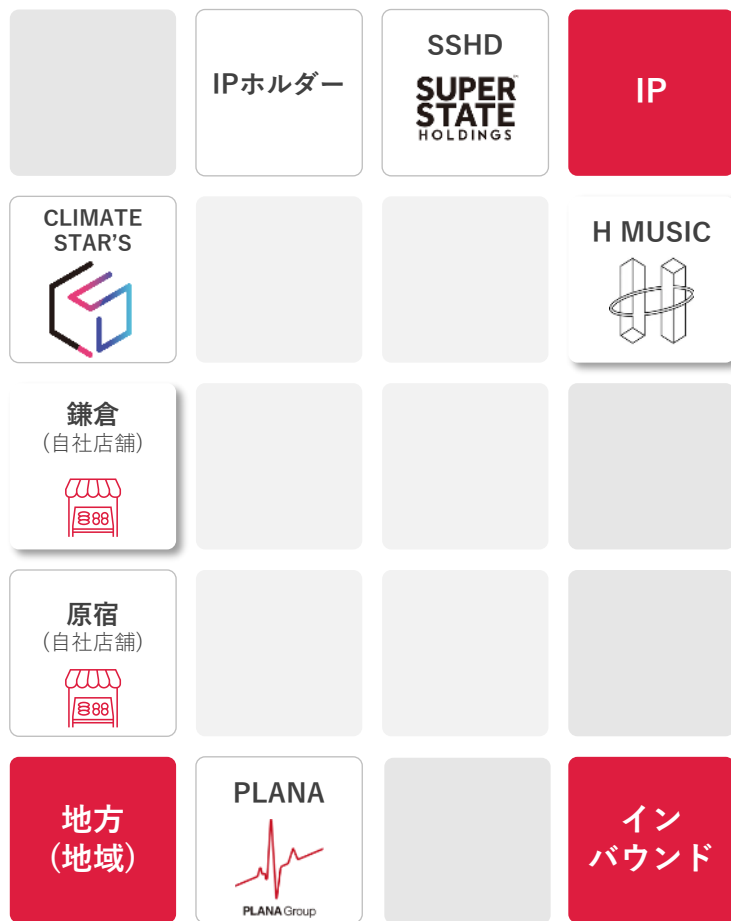 IPホルダー
SSHD
SUPER
STATE
HOLDINGS
IP
CLIMATE
STAR’S
H MUSIC
鎌倉
(自社店舗)
88
原宿
(自社店舗)
88
地方
(地域)
PLANA
PLANA Group
イン
バウンド